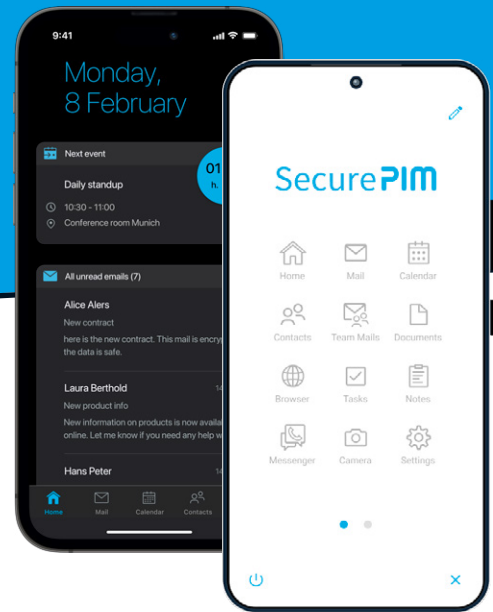 9:41
Monday,
8 February
Next event
01
h.
Daily standup
10:30 - 11:00
Conference room Munich
All unread emails (7)
Alice Alers
New contract
here is the new contract. This mail is encry
the data is safe.
Laura Berthold
14
New product info
New information on products is now availa
online. Let me know if you need any help w
Hans Peter
14
Home
Mail
Calendar
Contacts
SecurePIM
Home
Mail
Calendar
Contacts
Team Mails
Documents
Browser
Tasks
Notes
Messenger
Camera
Settings